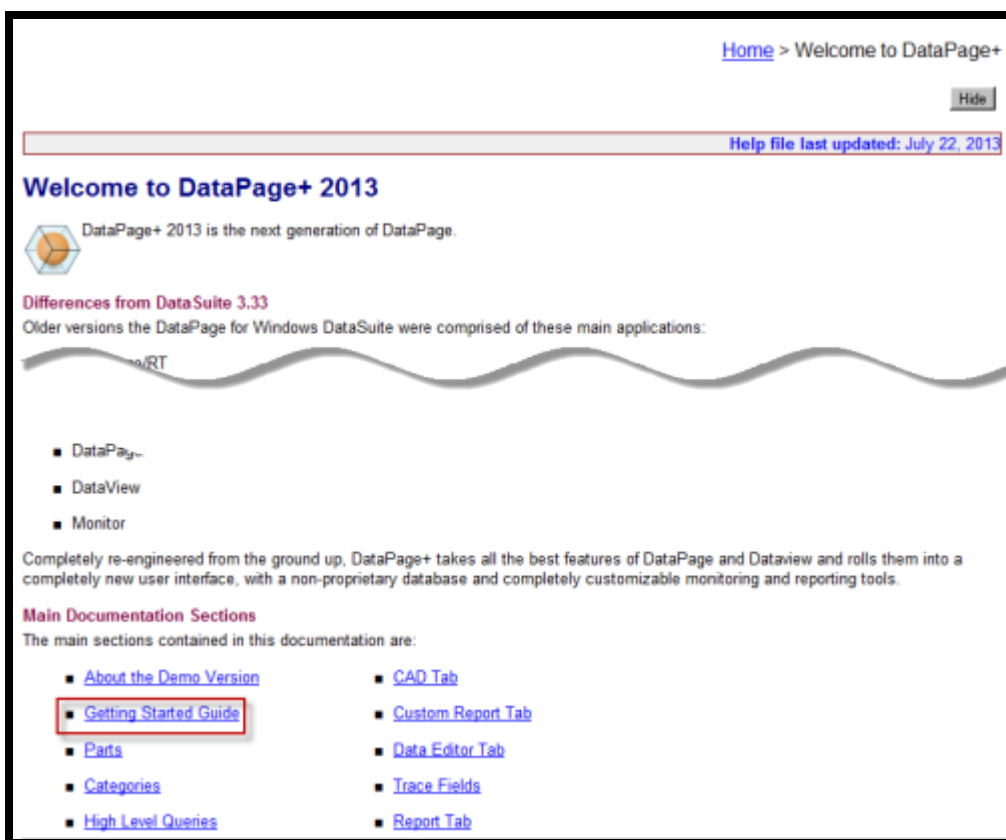 Home > Welcome to DataPage+
Hide
Help file last updated: July 22, 2013
Welcome to DataPage+ 2013
DataPage+ 2013 is the next generation of DataPage.
Differences from DataSuite 3.33
Older versions the DataPage for Windows DataSuite were comprised of these main applications:
/RT
DataPage
DataView
Monitor
Completely re-engineered from the ground up, DataPage+ takes all the best features of DataPage and Dataview and rolls them into a
completely new user interface, with a non-proprietary database and completely customizable monitoring and reporting tools.
Main Documentation Sections
The main sections contained in this documentation are:
About the Demo Version
Getting Started Guide
Parts
Categories
High Level Queries
CAD Tab
Custom Report Tab
Data Editor Tab
Trace Fields
Report Tab